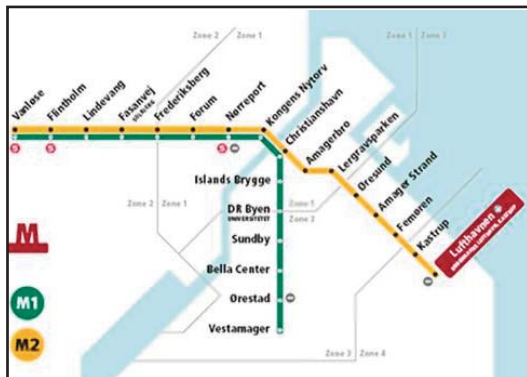 Zone 2
Zone 1
Zone 1
Zone 3
Vanløse
Flintholm
Lindevang
Fasanvej
Frederiksberg
Forum
Nørreport
Kongens Nytorv
Christianshavn
Amagerbro
Lergravsparken
Øresund
Amager Strand
Femøren
Kastrup
Lufthavnen
S
S
S
Islands Brygge
DR Byen
UNIVERSITETET
Sundby
Bella Center
Ørestad
Vestamager
Zone 2
Zone 1
Zone 1
Zone 3
Zone 3
Zone 4
M
M1
M2